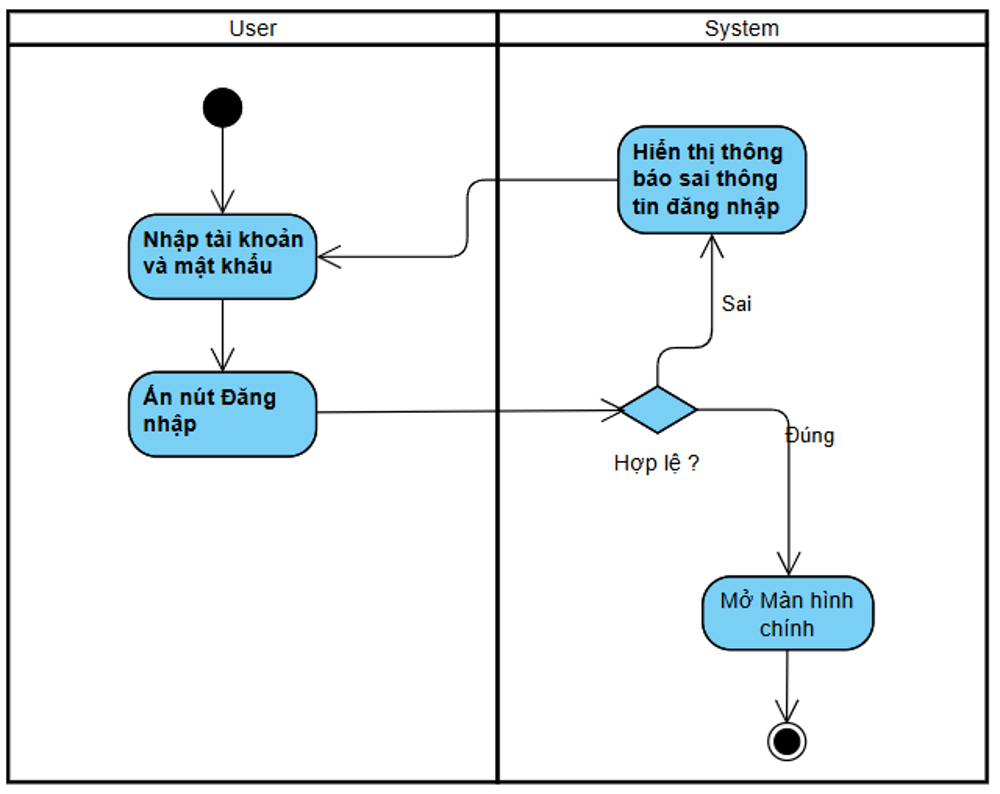 User
System
Hiển thị thông
báo sai thông
tin đăng nhập
Nhập tài khoản
và mật khẩu
Sai
Ấn nút Đăng
nhập
Đúng
Hợp lệ ?
Mở Màn hình
chính